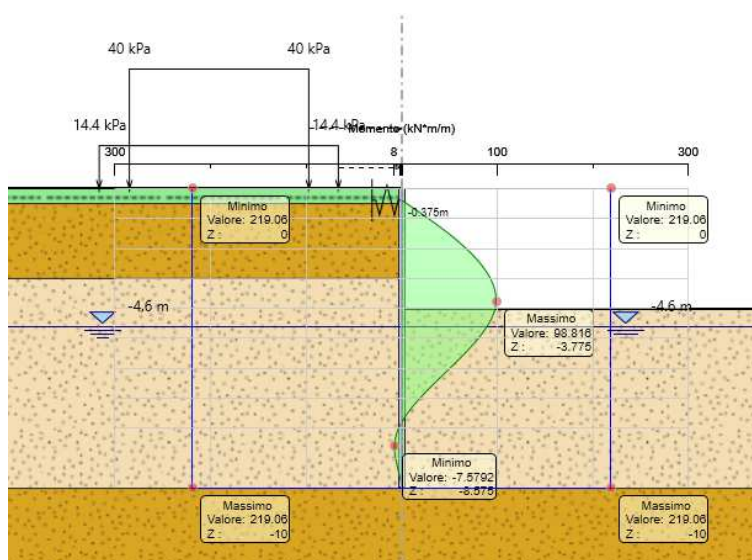 40 kPa 40 kPa
14.4 kPa 14.4 kPa Momento (kN*m/m)
300 8 100 300
Minimo
Valore: 219.06
Z : 0
-0.375m
Minimo
Valore: 219.06
Z : 0
-4,6 m
-4,6 m
Massimo
Valore: 98.816
Z : -3.775
Minimo
Valore: -7.5792
Z : -8.575
Massimo
Valore: 219.06
Z : -10
Massimo
Valore: 219.06
Z : -10